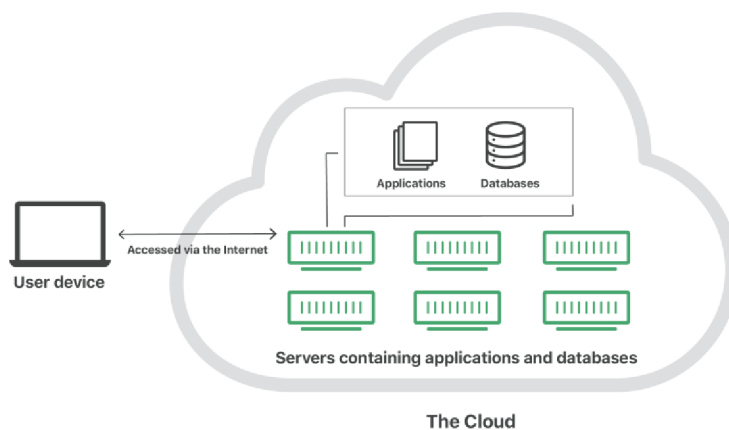 Applications
Databases
Accessed via the Internet
User device
Servers containing applications and databases
The Cloud